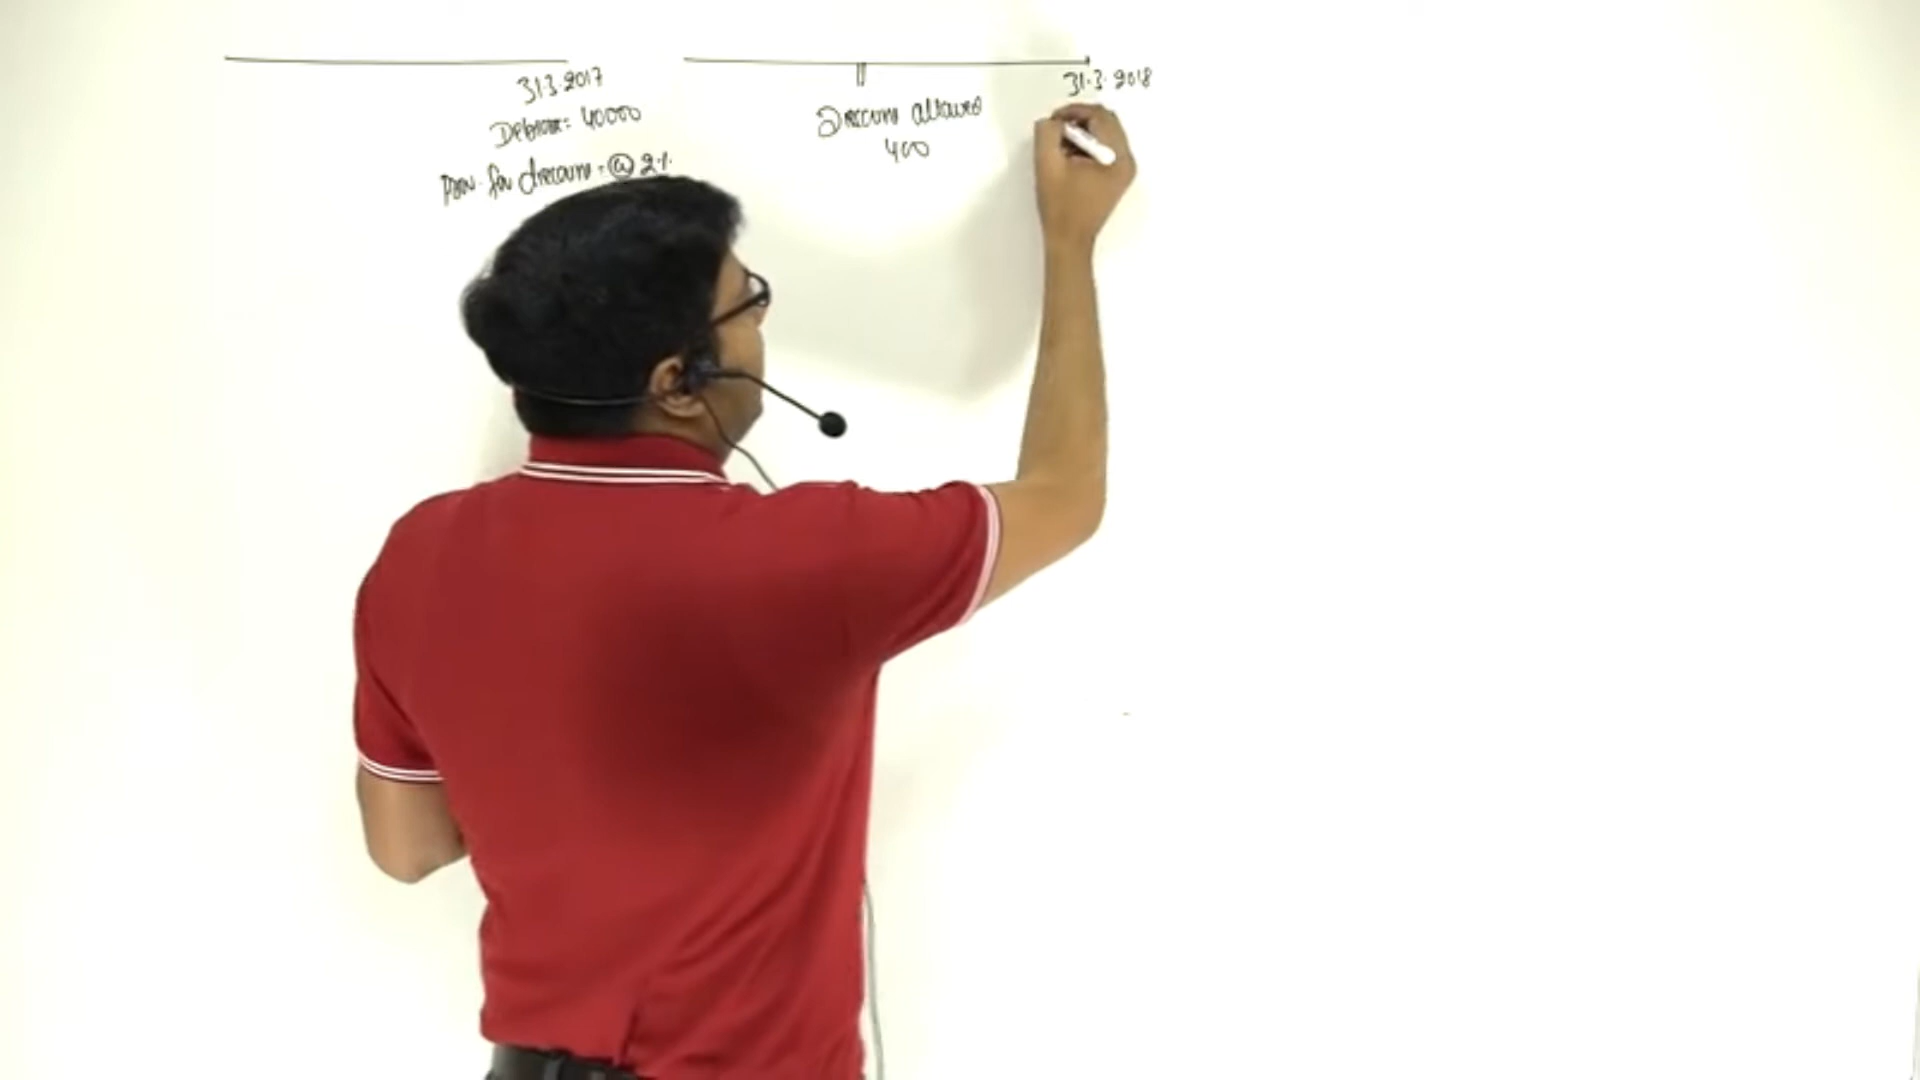 31.3.2017
Debtors = 40000
Prov. for discount = @ 2%
Discount allowed
400
31.3.2018